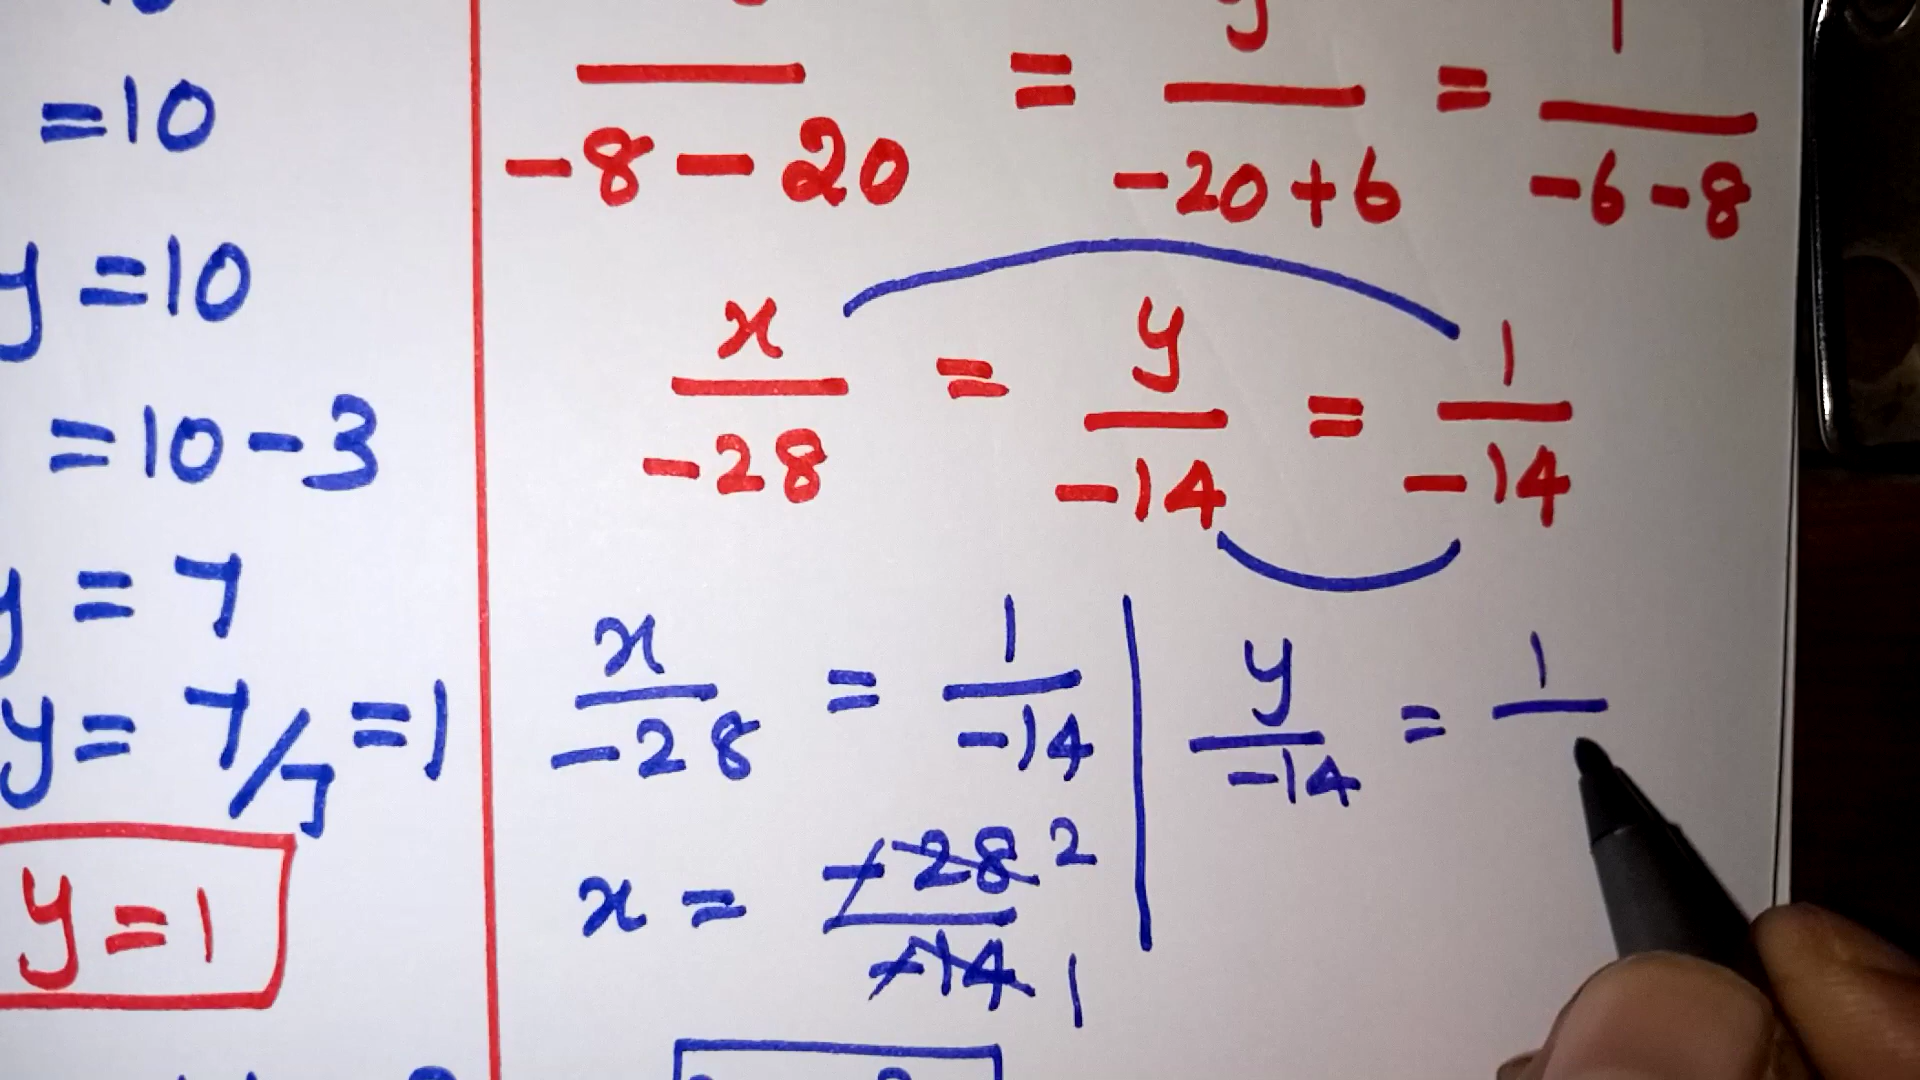 =10
y =10
=10-3
y = 7
y = 7/7 =1
y = 1
— = y/ = 1/
-8-20 -20+6 -6-8
x/-28 = y/-14 = 1/-14
x/-28 = 1/-14
x = -28/-14 2 1
y/-14 = 1/